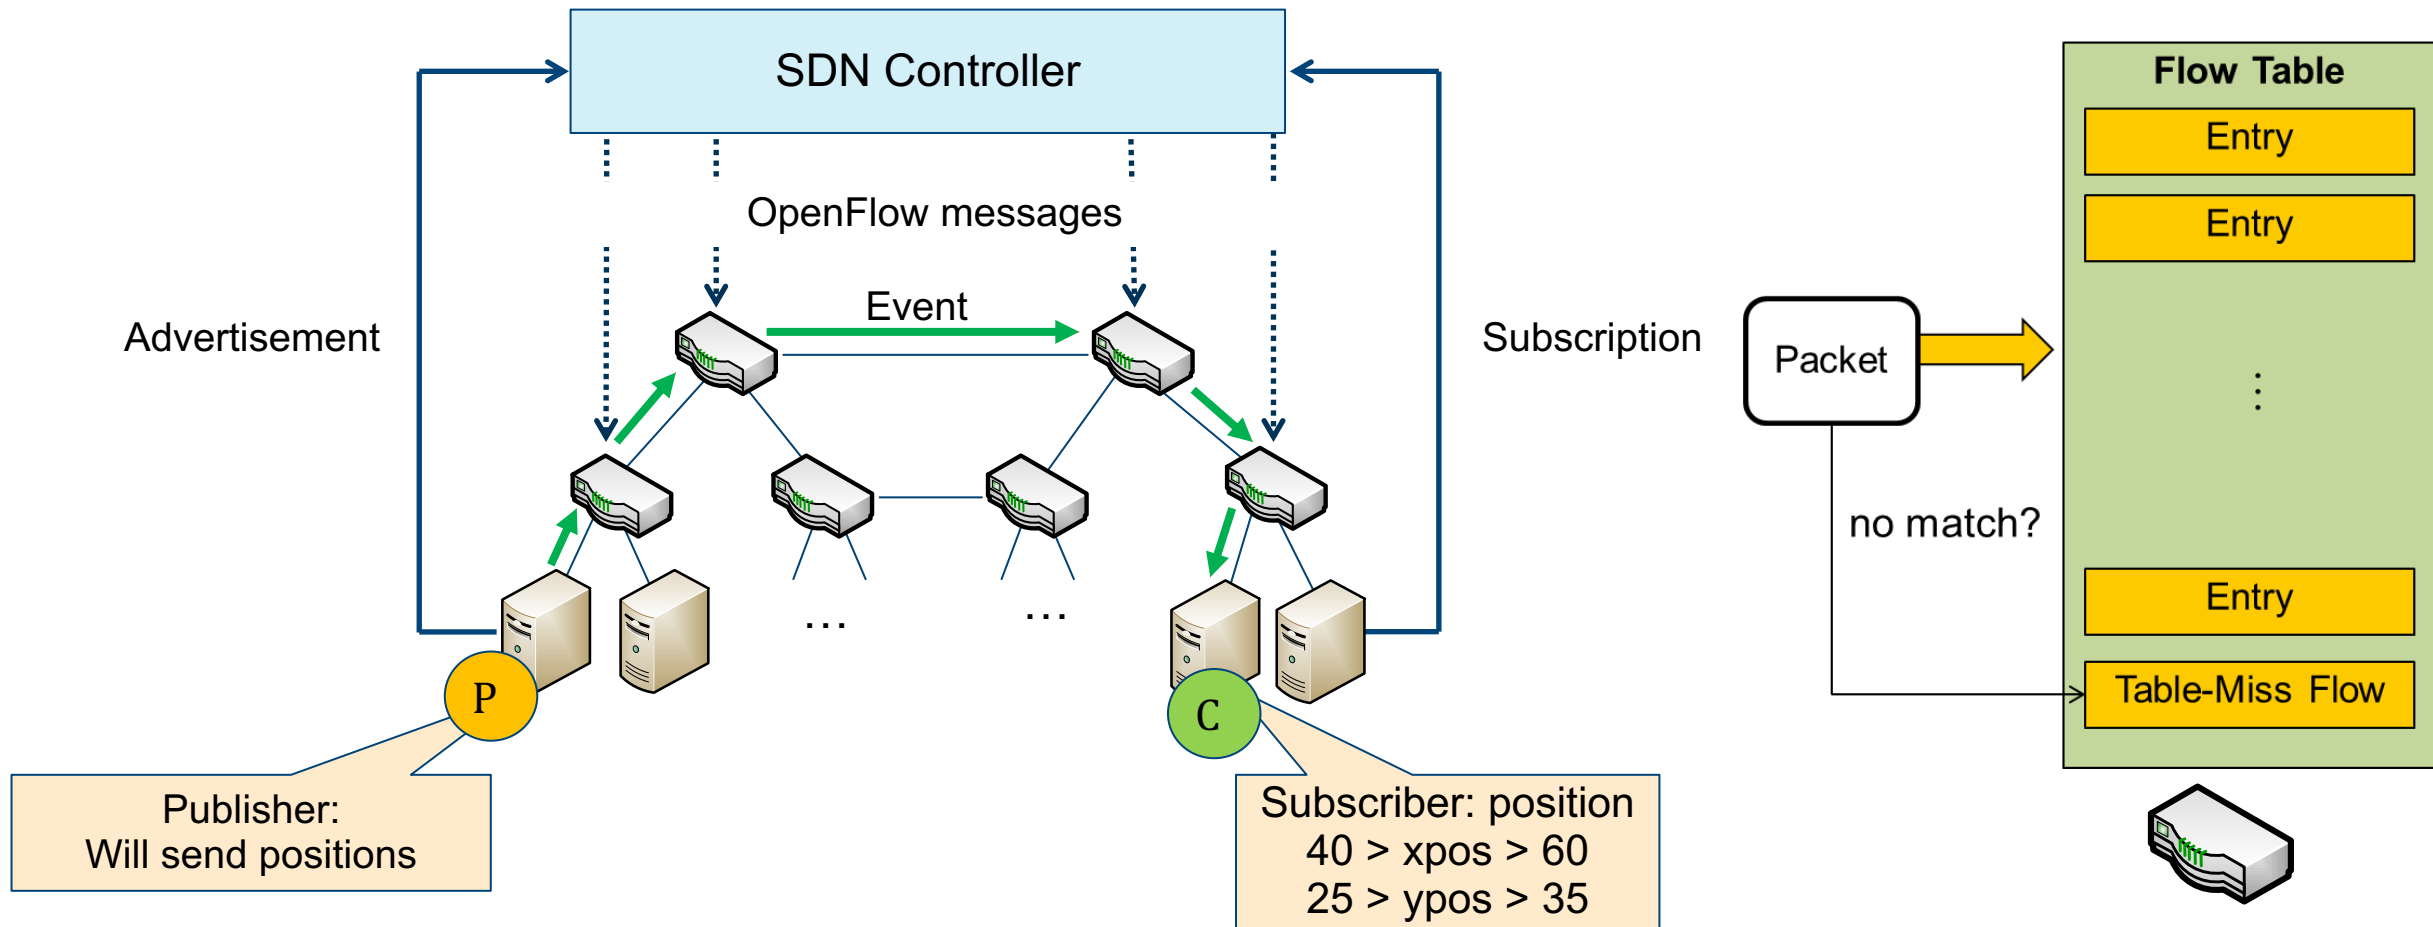 SDN Controller
OpenFlow messages
Event
Advertisement
Subscription
...
...
P
C
Publisher:
Will send positions
Subscriber: position
40 > xpos > 60
25 > ypos > 35
Flow Table
Entry
Entry
⋮
Packet
no match?
Entry
Table-Miss Flow